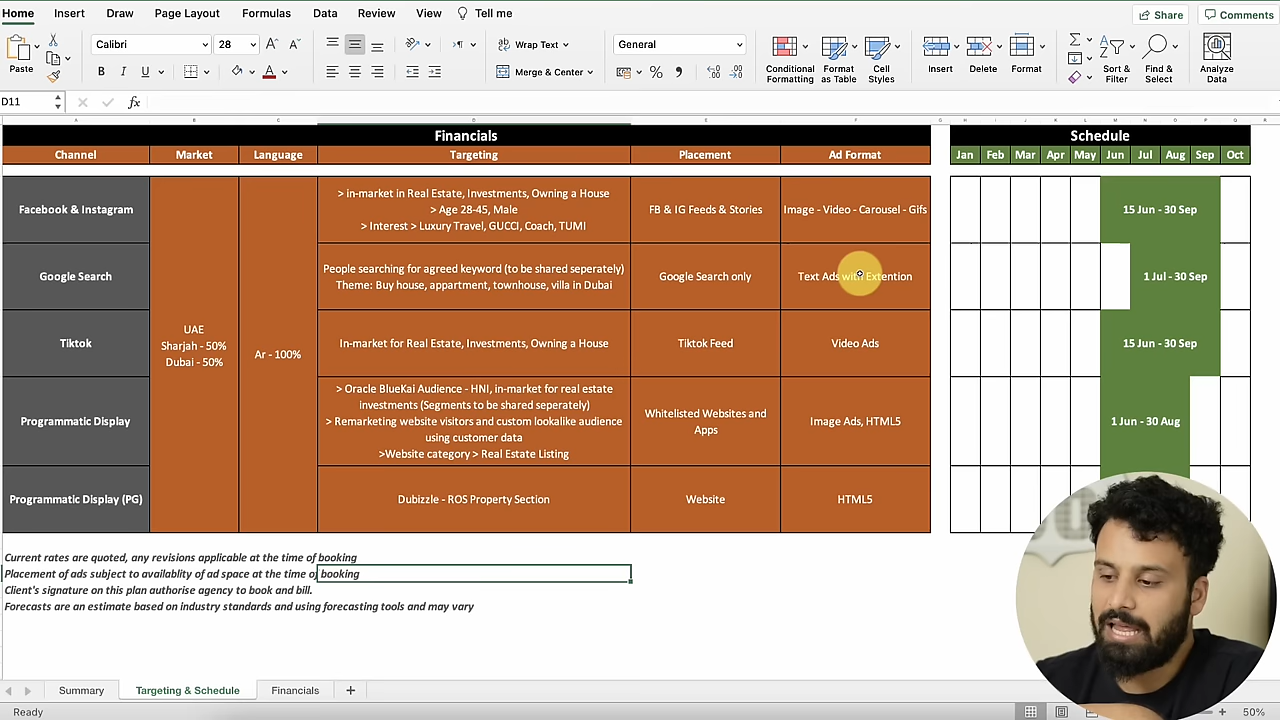 Home Insert Draw Page Layout Formulas Data Review View Tell me Share Comments
Calibri 28 Wrap Text General
Paste Merge & Center Conditional Formatting Format as Table Cell Styles Insert Delete Format Sort & Filter Find & Select Analyze Data
D11 fx
A B C D E F G H I J K L M N O P Q R
Financials Schedule
Channel Market Language Targeting Placement Ad Format Jan Feb Mar Apr May Jun Jul Aug Sep Oct
Facebook & Instagram
> in-market in Real Estate, Investments, Owning a House
> Age 28-45, Male
> Interest > Luxury Travel, GUCCI, Coach, TUMI
FB & IG Feeds & Stories
Image - Video - Carousel - Gifs
15 Jun - 30 Sep
Google Search
People searching for agreed keyword (to be shared seperately)
Theme: Buy house, appartment, townhouse, villa in Dubai
Google Search only
Text Ads with Extention
1 Jul - 30 Sep
UAE
Sharjah - 50%
Dubai - 50%
Ar - 100%
Tiktok
In-market for Real Estate, Investments, Owning a House
Tiktok Feed
Video Ads
15 Jun - 30 Sep
Programmatic Display
> Oracle BlueKai Audience - HNI, in-market for real estate
investments (Segments to be shared seperately)
> Remarketing website visitors and custom lookalike audience
using customer data
>Website category > Real Estate Listing
Whitelisted Websites and
Apps
Image Ads, HTML5
1 Jun - 30 Aug
Programmatic Display (PG)
Dubizzle - ROS Property Section
Website
HTML5
Current rates are quoted, any revisions applicable at the time of booking
Placement of ads subject to availablity of ad space at the time of booking
Client's signature on this plan authorise agency to book and bill.
Forecasts are an estimate based on industry standards and using forecasting tools and may vary
Summary Targeting & Schedule Financials
Ready 50%